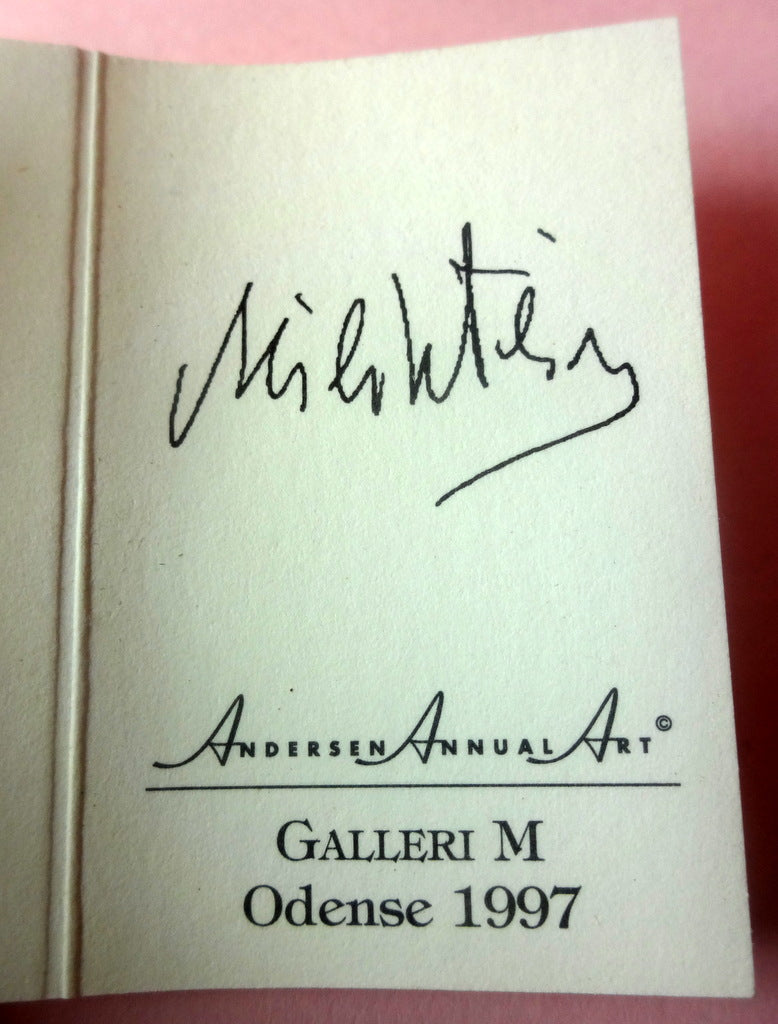 ANDERSEN ANNUAL ART©
GALLERI M
Odense 1997